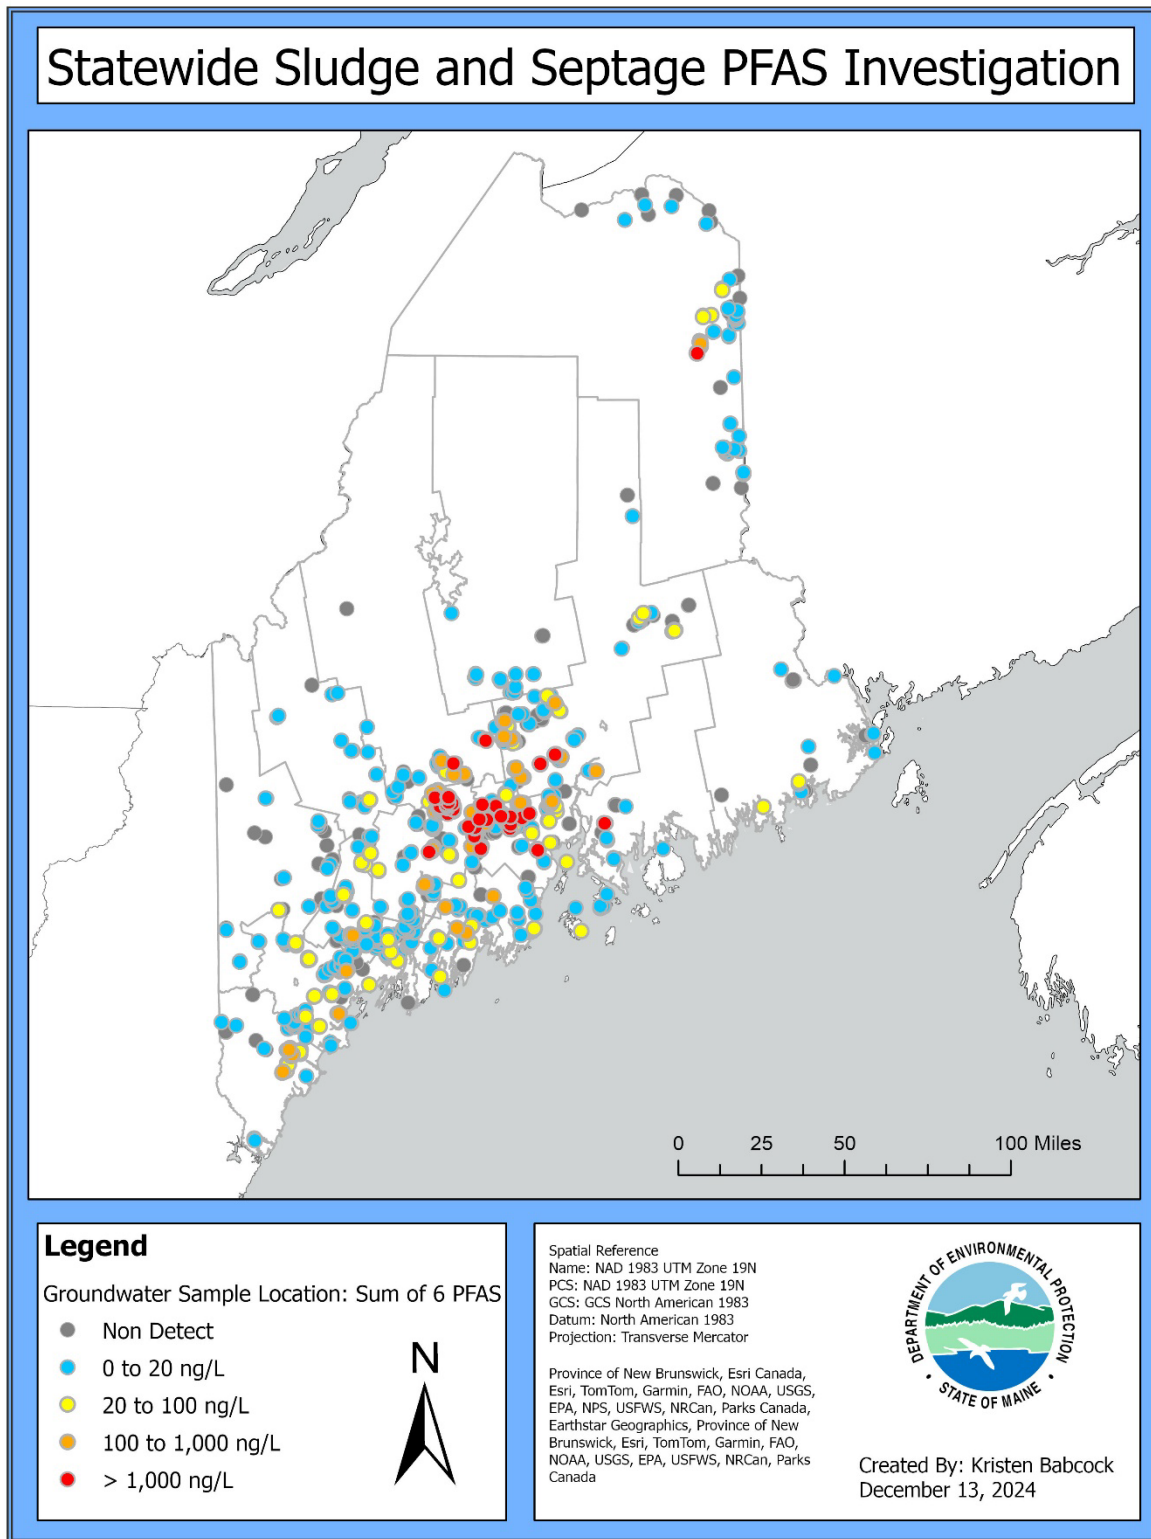 Statewide Sludge and Septage PFAS Investigation
0 25 50 100 Miles
Legend
Groundwater Sample Location: Sum of 6 PFAS
Non Detect
0 to 20 ng/L
20 to 100 ng/L
100 to 1,000 ng/L
> 1,000 ng/L
N
Spatial Reference
Name: NAD 1983 UTM Zone 19N
PCS: NAD 1983 UTM Zone 19N
GCS: GCS North American 1983
Datum: North American 1983
Projection: Transverse Mercator
Province of New Brunswick, Esri Canada,
Esri, TomTom, Garmin, FAO, NOAA, USGS,
EPA, NPS, USFWS, NRCan, Parks Canada,
Earthstar Geographics, Province of New
Brunswick, Esri, TomTom, Garmin, FAO,
NOAA, USGS, EPA, USFWS, NRCan, Parks
Canada
DEPARTMENT OF ENVIRONMENTAL PROTECTION
• STATE OF MAINE •
Created By: Kristen Babcock
December 13, 2024